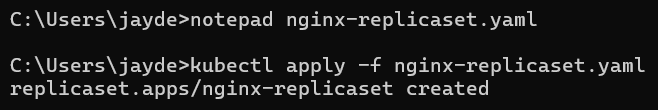 C:\Users\jayde>notepad nginx-replicaset.yaml
C:\Users\jayde>kubectl apply -f nginx-replicaset.yaml
replicaset.apps/nginx-replicaset created